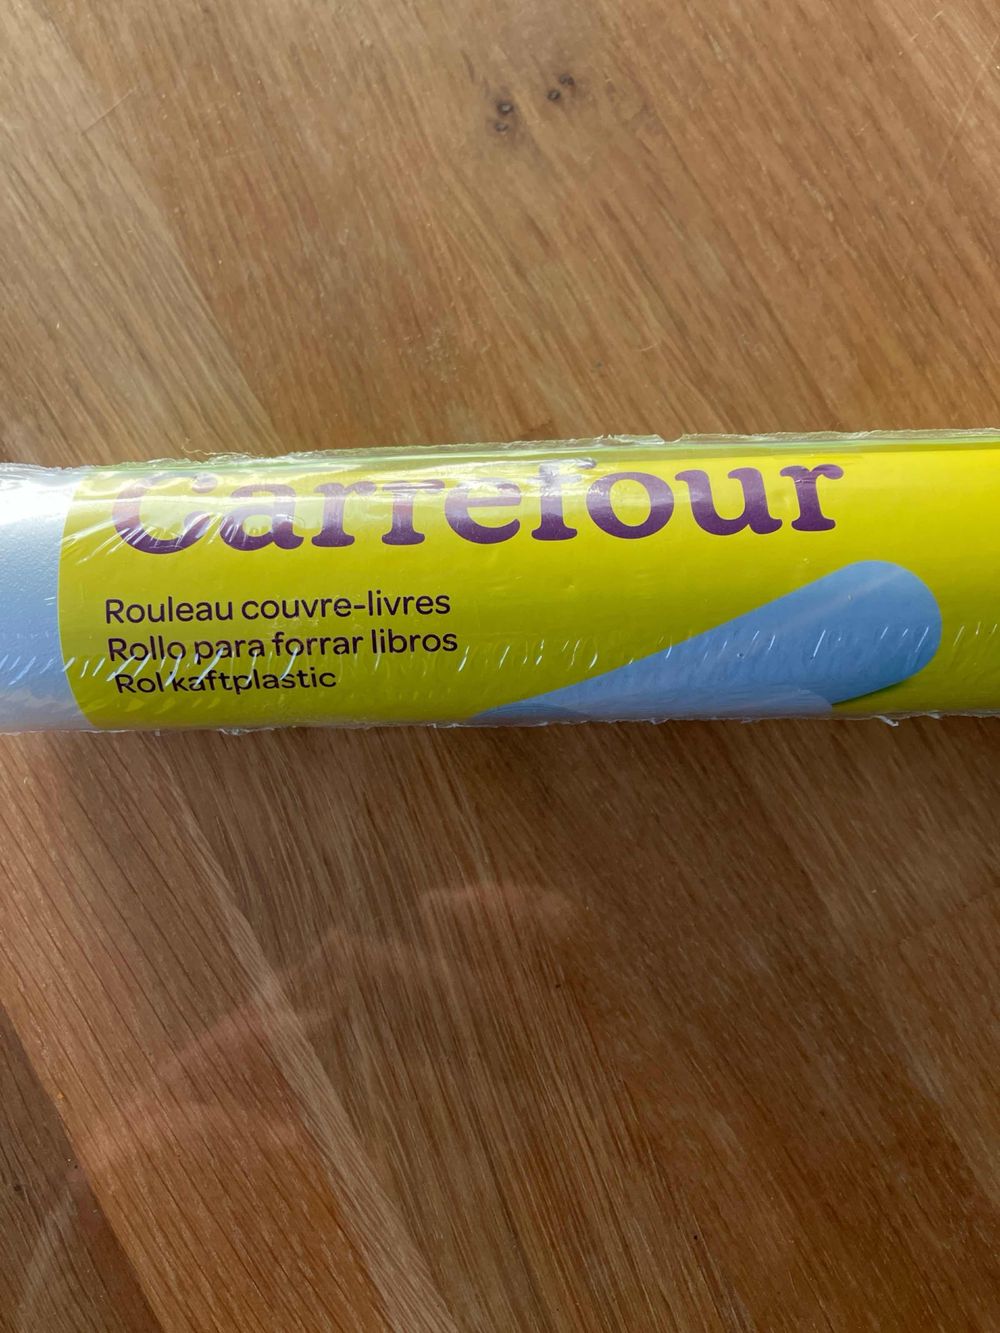 Carrefour
Rouleau couvre-livres
Rollo para forrar libros
Rol kaftplastic